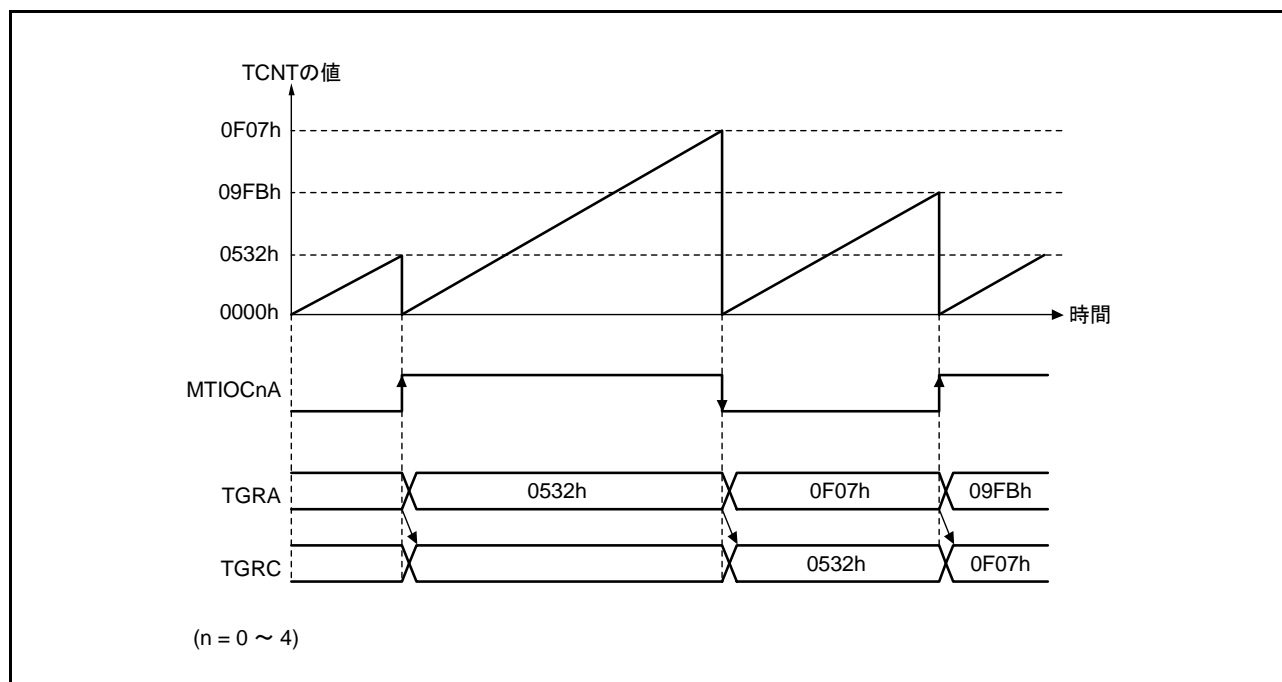 TCNTの値
0F07h
09FBh
0532h
0000h
時間
MTIOCnA
TGRA
0532h
0F07h
09FBh
TGRC
0532h
0F07h
(n = 0 ～ 4)